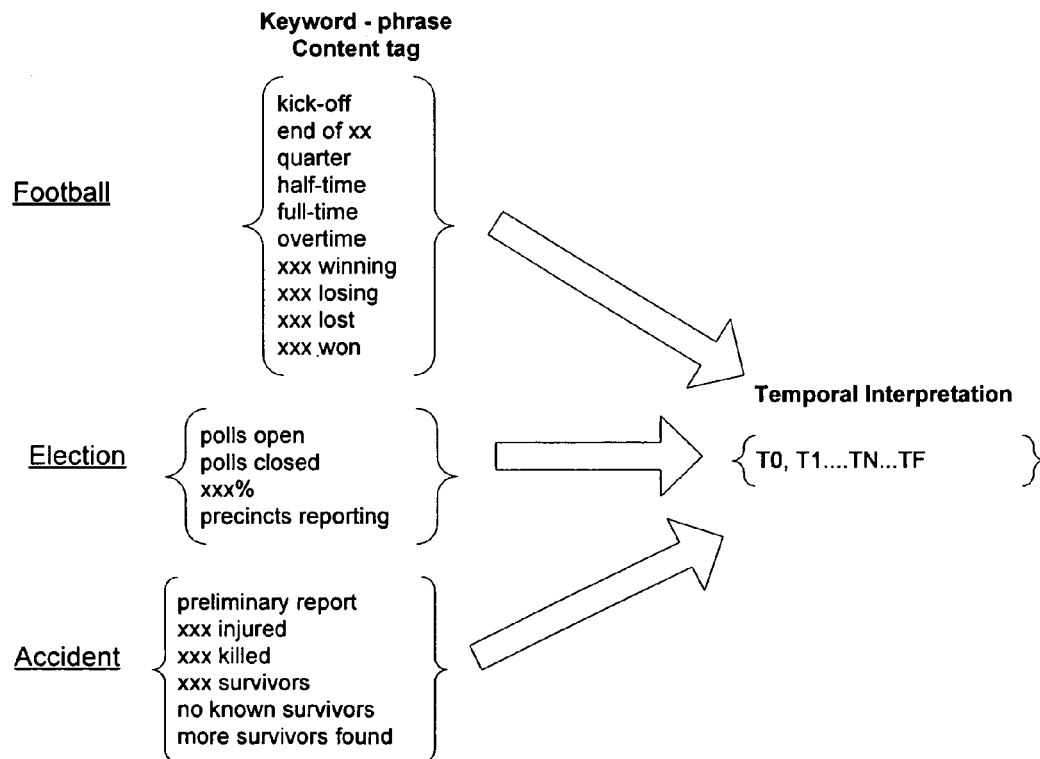 Keyword - phrase
Content tag
Football
kick-off
end of xx
quarter
half-time
full-time
overtime
xxx winning
xxx losing
xxx lost
xxx won
Election
polls open
polls closed
xxx%
precincts reporting
Accident
preliminary report
xxx injured
xxx killed
xxx survivors
no known survivors
more survivors found
Temporal Interpretation
T0, T1....TN...TF